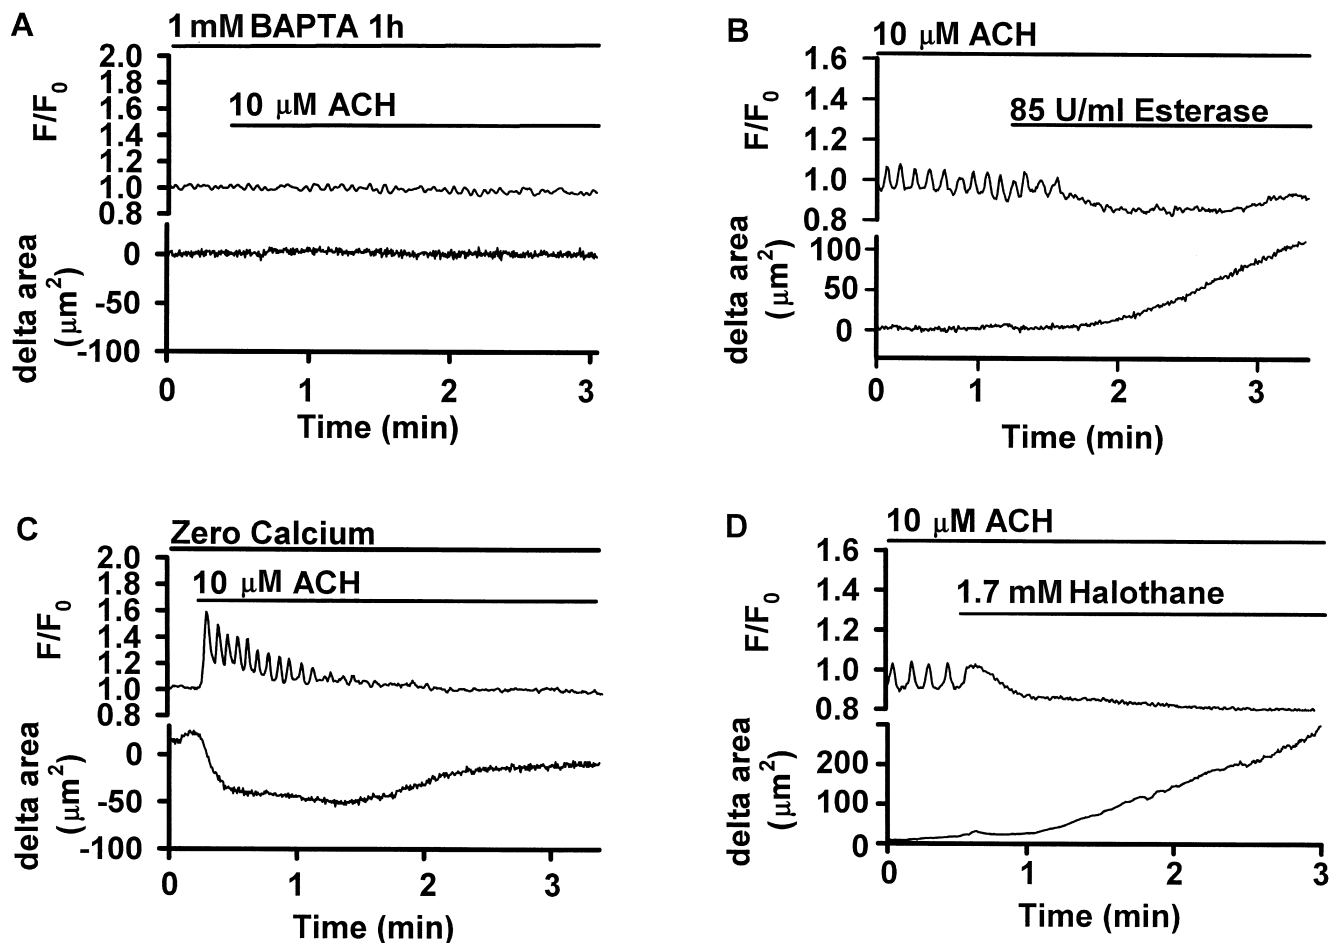 A
1 mM BAPTA 1h
2.0
1.8
10 μM ACH
1.6
F/F0
1.4
1.2
1.0
0.8
0
-50
-100
delta area
(μm2)
0 1 2 3
Time (min)
B
10 μM ACH
1.6
1.4
85 U/ml Esterase
F/F0
1.2
1.0
0.8
100
50
0
delta area
(μm2)
0 1 2 3
Time (min)
C
Zero Calcium
2.0
1.8
10 μM ACH
1.6
F/F0
1.4
1.2
1.0
0.8
0
-50
-100
delta area
(μm2)
0 1 2 3
Time (min)
D
10 μM ACH
1.6
1.4
1.7 mM Halothane
F/F0
1.2
1.0
0.8
200
100
0
delta area
(μm2)
0 1 2 3
Time (min)